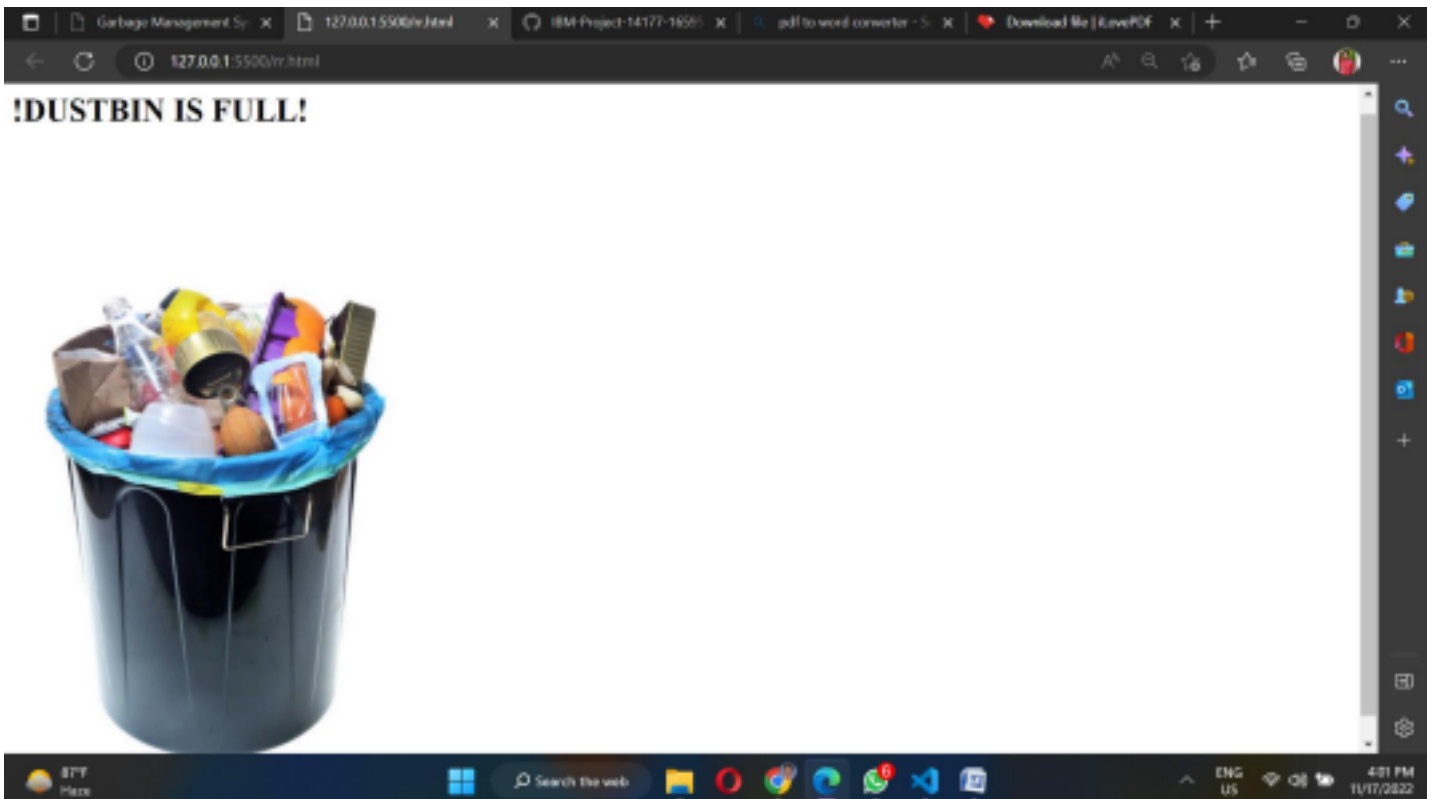 Garbage Management Sy
127.0.0.1:5500/rr.html
IBM-Project-14177-1659
pdf to word converter - S
Download file | iLovePDF
127.0.0.1:5500/rr.html
!DUSTBIN IS FULL!
87°F
Haze
Search the web
6
ENG
US
4:01 PM
11/17/2022